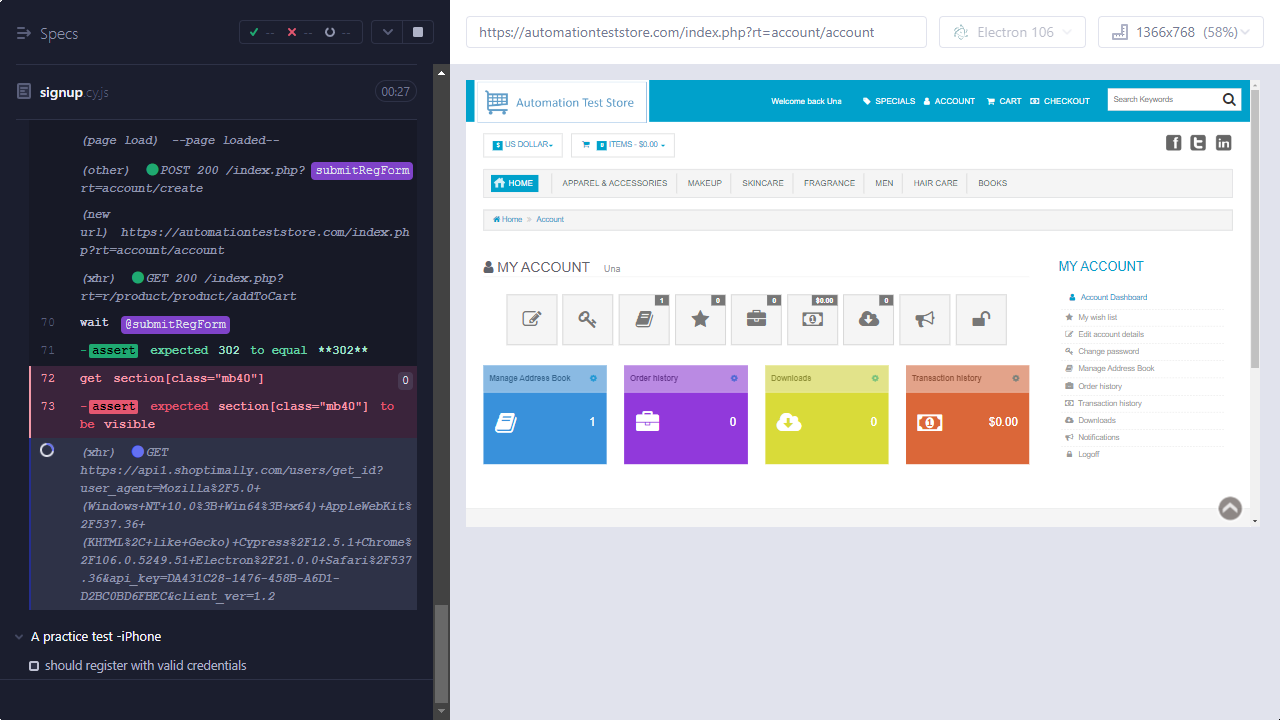 Specs
-- -- --
signup.cy.js 00:27
(page load) --page loaded--
(other) POST 200 /index.php? submitRegForm
rt=account/create
(new
url) https://automationteststore.com/index.ph
p?rt=account/account
(xhr) GET 200 /index.php?
rt=r/product/product/addToCart
70 wait @submitRegForm
71 -assert expected 302 to equal **302**
72 get section[class="mb40"] 0
73 -assert expected section[class="mb40"] to
be visible
(xhr) GET
https://api1.shoptimally.com/users/get_id?
user_agent=Mozilla%2F5.0+
(Windows+NT+10.0%3B+Win64%3B+x64)+AppleWebKit%
2F537.36+
(KHTML%2C+like+Gecko)+Cypress%2F12.5.1+Chrome%
2F106.0.5249.51+Electron%2F21.0.0+Safari%2F537
.36&api_key=DA431C28-1476-458B-A6D1-
D2BC0BD6FBEC&client_ver=1.2
A practice test -iPhone
should register with valid credentials
https://automationteststore.com/index.php?rt=account/account
Electron 106
1366x768 (58%)
Automation Test Store
Welcome back Una SPECIALS ACCOUNT CART CHECKOUT Search Keywords
$ US DOLLAR 0 ITEMS - $0.00
HOME APPAREL & ACCESSORIES MAKEUP SKINCARE FRAGRANCE MEN HAIR CARE BOOKS
Home » Account
MY ACCOUNT Una
1 0 0 $0.00 0
Manage Address Book Order history Downloads Transaction history
1 0 0 $0.00
MY ACCOUNT
Account Dashboard
My wish list
Edit account details
Change password
Manage Address Book
Order history
Transaction history
Downloads
Notifications
Logoff